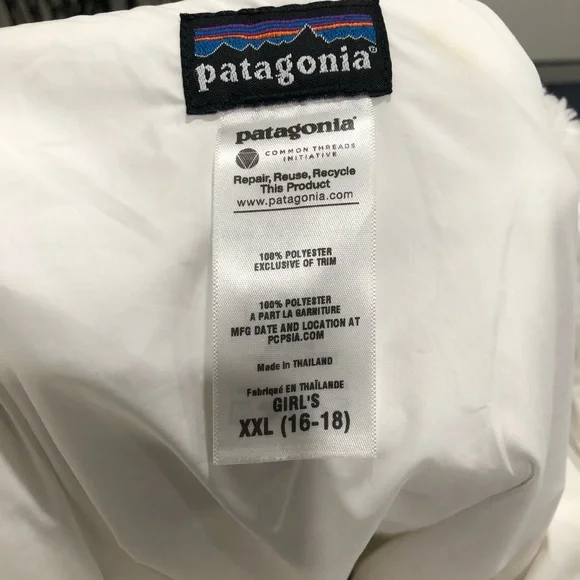 patagonia®
patagonia®
COMMON THREADS
INITIATIVE
Repair, Reuse, Recycle
This Product
www.patagonia.com
100% POLYESTER
EXCLUSIVE OF TRIM
100% POLYESTER
A PART LA GARNITURE
MFG DATE AND LOCATION AT
PCPSIA.COM
Made in THAILAND
Fabriqué EN THAÏLANDE
GIRL'S
XXL (16-18)